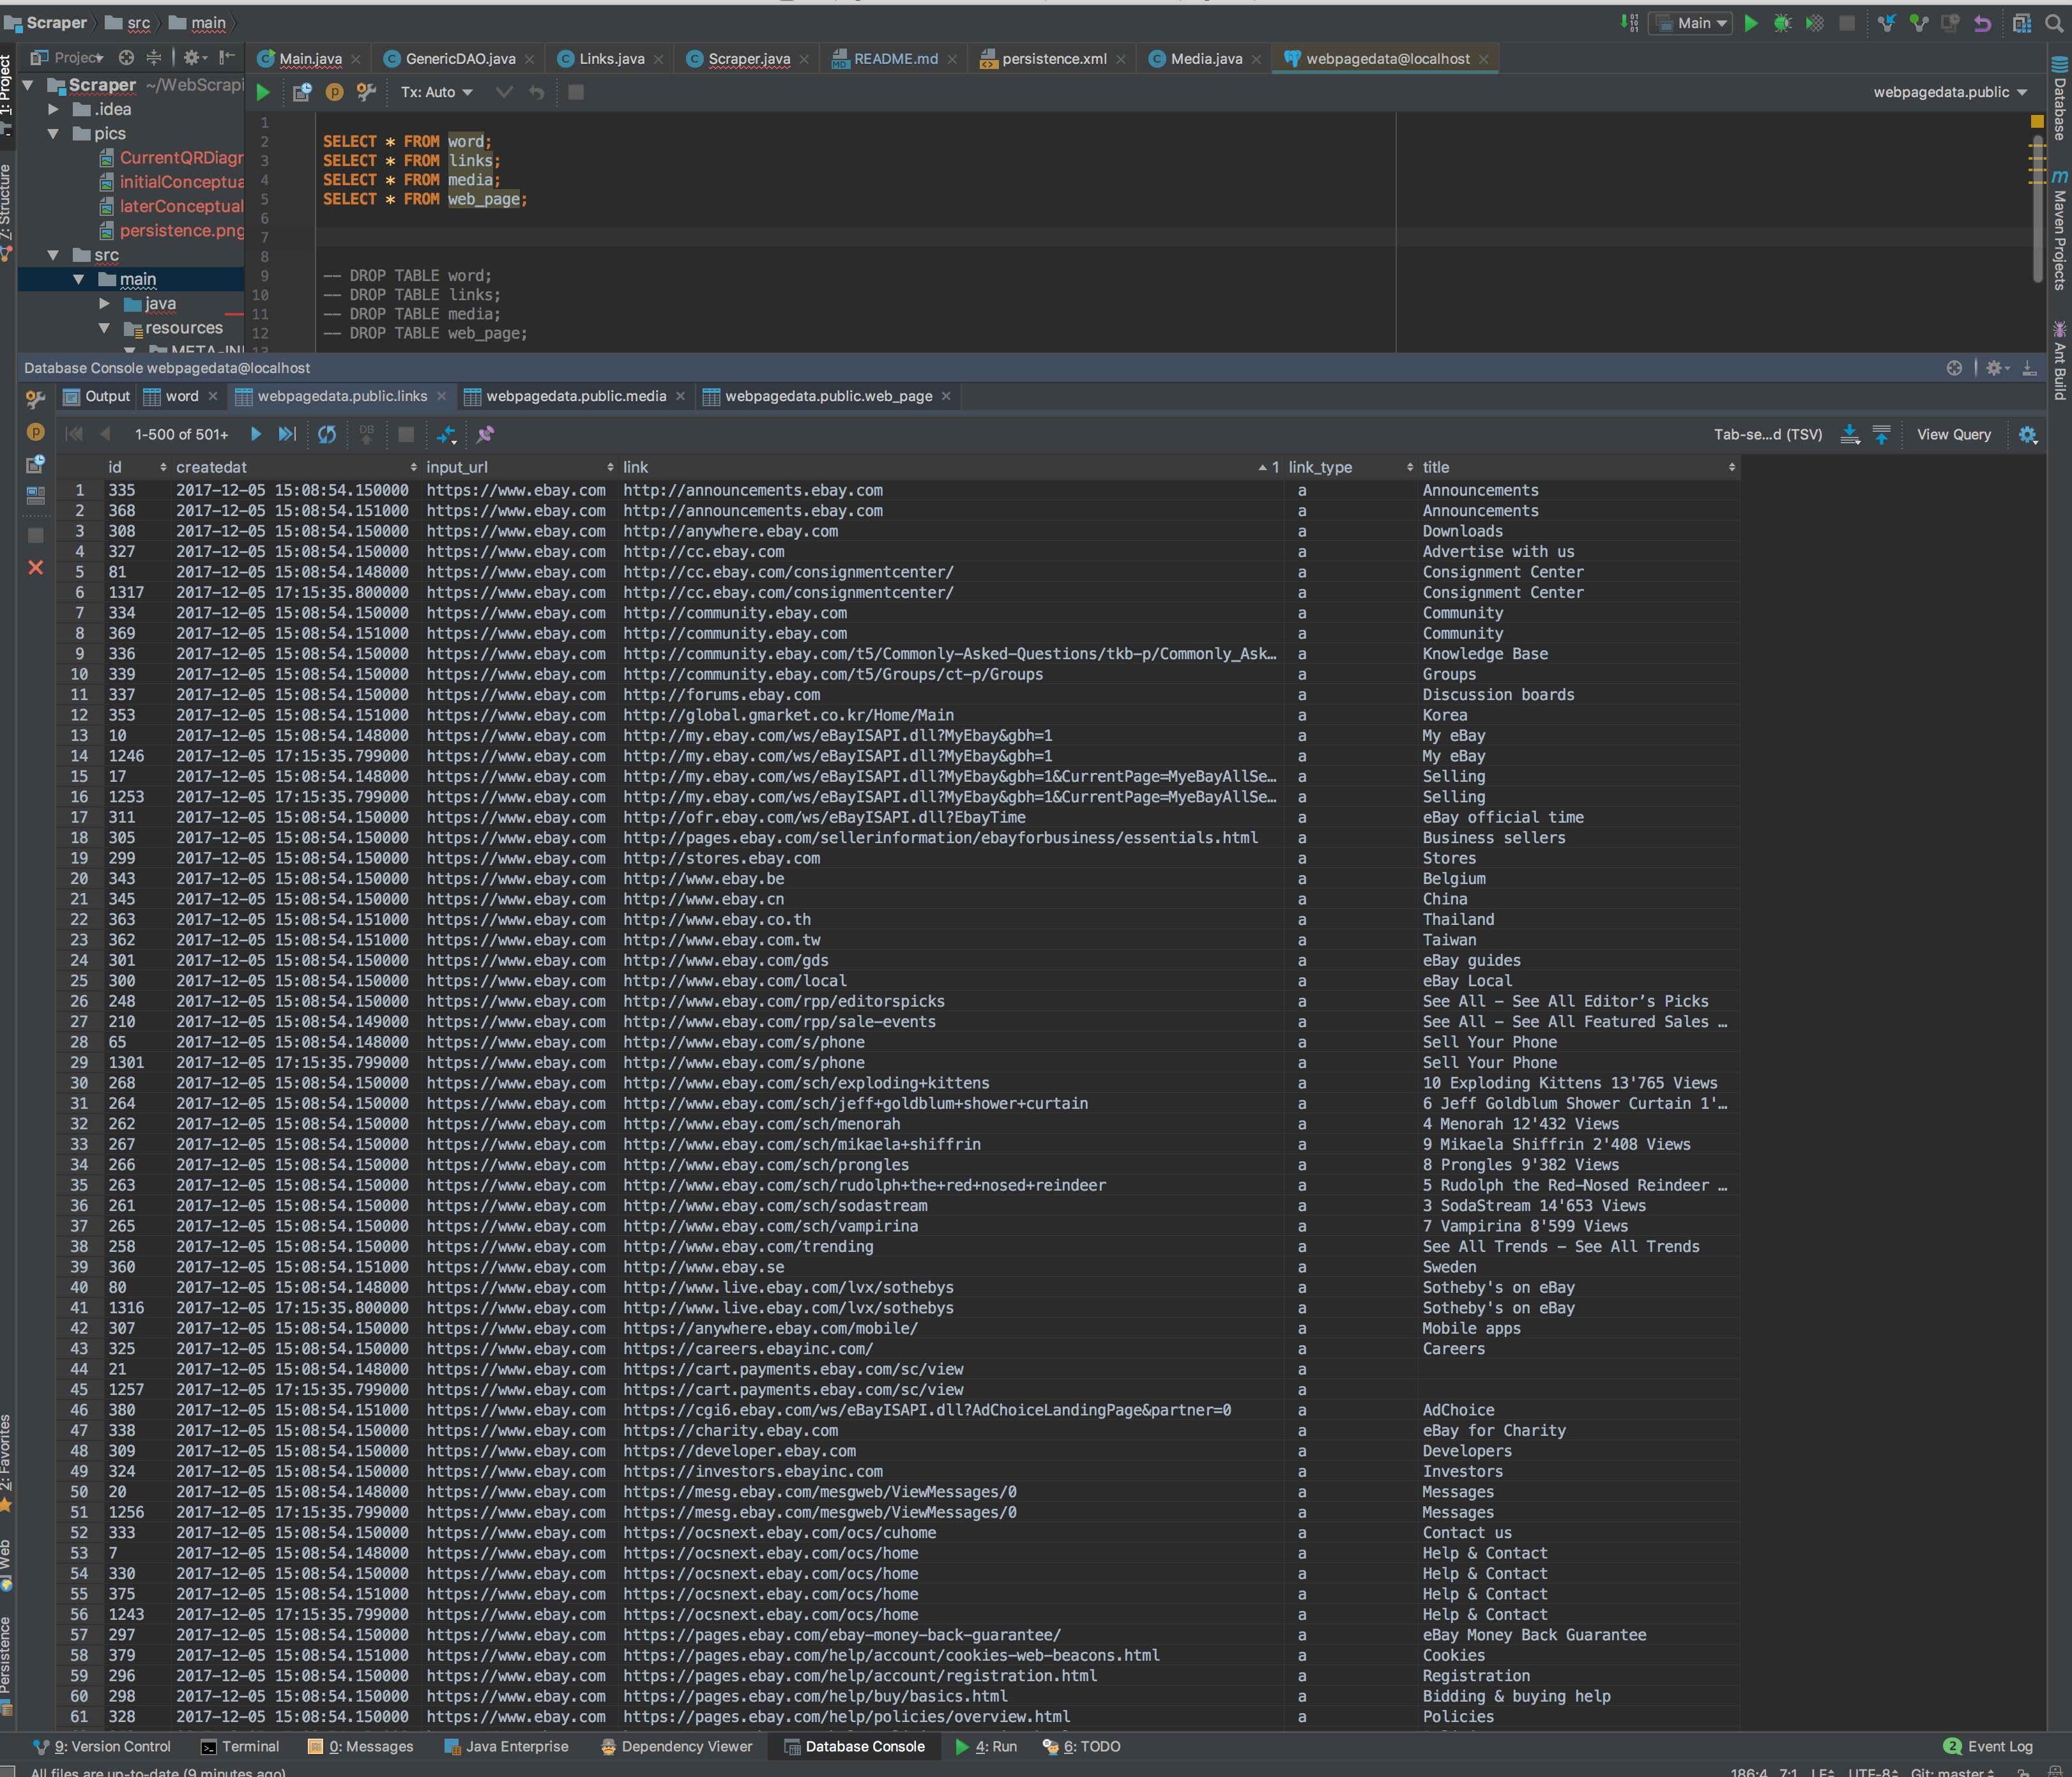 Scraper src main Main
1: Project
Project
Main.java GenericDAO.java Links.java Scraper.java README.md persistence.xml Media.java webpagedata@localhost
Scraper ~/WebScrapi
.idea
pics
CurrentQRDiagr
initialConceptua
laterConceptual
persistence.png
src
main
java
resources
META-INF
Tx: Auto webpagedata.public
1
2 SELECT * FROM word;
3 SELECT * FROM links;
4 SELECT * FROM media;
5 SELECT * FROM web_page;
6
7
8
9 -- DROP TABLE word;
10 -- DROP TABLE links;
11 -- DROP TABLE media;
12 -- DROP TABLE web_page;
13
Database
Maven Projects
Ant Build
7: Structure
2: Favorites
Web
Persistence
Database Console webpagedata@localhost
Output word webpagedata.public.links webpagedata.public.media webpagedata.public.web_page
1-500 of 501+ DB Tab-se...d (TSV) View Query
id createdat input_url link 1 link_type title
1 335 2017-12-05 15:08:54.150000 https://www.ebay.com http://announcements.ebay.com a Announcements
2 368 2017-12-05 15:08:54.151000 https://www.ebay.com http://announcements.ebay.com a Announcements
3 308 2017-12-05 15:08:54.150000 https://www.ebay.com http://anywhere.ebay.com a Downloads
4 327 2017-12-05 15:08:54.150000 https://www.ebay.com http://cc.ebay.com a Advertise with us
5 81 2017-12-05 15:08:54.148000 https://www.ebay.com http://cc.ebay.com/consignmentcenter/ a Consignment Center
6 1317 2017-12-05 17:15:35.800000 https://www.ebay.com http://cc.ebay.com/consignmentcenter/ a Consignment Center
7 334 2017-12-05 15:08:54.150000 https://www.ebay.com http://community.ebay.com a Community
8 369 2017-12-05 15:08:54.151000 https://www.ebay.com http://community.ebay.com a Community
9 336 2017-12-05 15:08:54.150000 https://www.ebay.com http://community.ebay.com/t5/Commonly-Asked-Questions/tkb-p/Commonly_Ask… a Knowledge Base
10 339 2017-12-05 15:08:54.150000 https://www.ebay.com http://community.ebay.com/t5/Groups/ct-p/Groups a Groups
11 337 2017-12-05 15:08:54.150000 https://www.ebay.com http://forums.ebay.com a Discussion boards
12 353 2017-12-05 15:08:54.151000 https://www.ebay.com http://global.gmarket.co.kr/Home/Main a Korea
13 10 2017-12-05 15:08:54.148000 https://www.ebay.com http://my.ebay.com/ws/eBayISAPI.dll?MyEbay&gbh=1 a My eBay
14 1246 2017-12-05 17:15:35.799000 https://www.ebay.com http://my.ebay.com/ws/eBayISAPI.dll?MyEbay&gbh=1 a My eBay
15 17 2017-12-05 15:08:54.148000 https://www.ebay.com http://my.ebay.com/ws/eBayISAPI.dll?MyEbay&gbh=1&CurrentPage=MyeBayAllSe… a Selling
16 1253 2017-12-05 17:15:35.799000 https://www.ebay.com http://my.ebay.com/ws/eBayISAPI.dll?MyEbay&gbh=1&CurrentPage=MyeBayAllSe… a Selling
17 311 2017-12-05 15:08:54.150000 https://www.ebay.com http://ofr.ebay.com/ws/eBayISAPI.dll?EbayTime a eBay official time
18 305 2017-12-05 15:08:54.150000 https://www.ebay.com http://pages.ebay.com/sellerinformation/ebayforbusiness/essentials.html a Business sellers
19 299 2017-12-05 15:08:54.150000 https://www.ebay.com http://stores.ebay.com a Stores
20 343 2017-12-05 15:08:54.150000 https://www.ebay.com http://www.ebay.be a Belgium
21 345 2017-12-05 15:08:54.150000 https://www.ebay.com http://www.ebay.cn a China
22 363 2017-12-05 15:08:54.151000 https://www.ebay.com http://www.ebay.co.th a Thailand
23 362 2017-12-05 15:08:54.151000 https://www.ebay.com http://www.ebay.com.tw a Taiwan
24 301 2017-12-05 15:08:54.150000 https://www.ebay.com http://www.ebay.com/gds a eBay guides
25 300 2017-12-05 15:08:54.150000 https://www.ebay.com http://www.ebay.com/local a eBay Local
26 248 2017-12-05 15:08:54.150000 https://www.ebay.com http://www.ebay.com/rpp/editorspicks a See All – See All Editor’s Picks
27 210 2017-12-05 15:08:54.149000 https://www.ebay.com http://www.ebay.com/rpp/sale-events a See All – See All Featured Sales …
28 65 2017-12-05 15:08:54.148000 https://www.ebay.com http://www.ebay.com/s/phone a Sell Your Phone
29 1301 2017-12-05 17:15:35.799000 https://www.ebay.com http://www.ebay.com/s/phone a Sell Your Phone
30 268 2017-12-05 15:08:54.150000 https://www.ebay.com http://www.ebay.com/sch/exploding+kittens a 10 Exploding Kittens 13'765 Views
31 264 2017-12-05 15:08:54.150000 https://www.ebay.com http://www.ebay.com/sch/jeff+goldblum+shower+curtain a 6 Jeff Goldblum Shower Curtain 1'…
32 262 2017-12-05 15:08:54.150000 https://www.ebay.com http://www.ebay.com/sch/menorah a 4 Menorah 12'432 Views
33 267 2017-12-05 15:08:54.150000 https://www.ebay.com http://www.ebay.com/sch/mikaela+shiffrin a 9 Mikaela Shiffrin 2'408 Views
34 266 2017-12-05 15:08:54.150000 https://www.ebay.com http://www.ebay.com/sch/prongles a 8 Prongles 9'382 Views
35 263 2017-12-05 15:08:54.150000 https://www.ebay.com http://www.ebay.com/sch/rudolph+the+red+nosed+reindeer a 5 Rudolph the Red-Nosed Reindeer …
36 261 2017-12-05 15:08:54.150000 https://www.ebay.com http://www.ebay.com/sch/sodastream a 3 SodaStream 14'653 Views
37 265 2017-12-05 15:08:54.150000 https://www.ebay.com http://www.ebay.com/sch/vampirina a 7 Vampirina 8'599 Views
38 258 2017-12-05 15:08:54.150000 https://www.ebay.com http://www.ebay.com/trending a See All Trends – See All Trends
39 360 2017-12-05 15:08:54.151000 https://www.ebay.com http://www.ebay.se a Sweden
40 80 2017-12-05 15:08:54.148000 https://www.ebay.com http://www.live.ebay.com/lvx/sothebys a Sotheby's on eBay
41 1316 2017-12-05 17:15:35.800000 https://www.ebay.com http://www.live.ebay.com/lvx/sothebys a Sotheby's on eBay
42 307 2017-12-05 15:08:54.150000 https://www.ebay.com https://anywhere.ebay.com/mobile/ a Mobile apps
43 325 2017-12-05 15:08:54.150000 https://www.ebay.com https://careers.ebayinc.com/ a Careers
44 21 2017-12-05 15:08:54.148000 https://www.ebay.com https://cart.payments.ebay.com/sc/view a
45 1257 2017-12-05 17:15:35.799000 https://www.ebay.com https://cart.payments.ebay.com/sc/view a
46 380 2017-12-05 15:08:54.151000 https://www.ebay.com https://cgi6.ebay.com/ws/eBayISAPI.dll?AdChoiceLandingPage&partner=0 a AdChoice
47 338 2017-12-05 15:08:54.150000 https://www.ebay.com https://charity.ebay.com a eBay for Charity
48 309 2017-12-05 15:08:54.150000 https://www.ebay.com https://developer.ebay.com a Developers
49 324 2017-12-05 15:08:54.150000 https://www.ebay.com https://investors.ebayinc.com a Investors
50 20 2017-12-05 15:08:54.148000 https://www.ebay.com https://mesg.ebay.com/mesgweb/ViewMessages/0 a Messages
51 1256 2017-12-05 17:15:35.799000 https://www.ebay.com https://mesg.ebay.com/mesgweb/ViewMessages/0 a Messages
52 333 2017-12-05 15:08:54.150000 https://www.ebay.com https://ocsnext.ebay.com/ocs/cuhome a Contact us
53 7 2017-12-05 15:08:54.148000 https://www.ebay.com https://ocsnext.ebay.com/ocs/home a Help & Contact
54 330 2017-12-05 15:08:54.150000 https://www.ebay.com https://ocsnext.ebay.com/ocs/home a Help & Contact
55 375 2017-12-05 15:08:54.151000 https://www.ebay.com https://ocsnext.ebay.com/ocs/home a Help & Contact
56 1243 2017-12-05 17:15:35.799000 https://www.ebay.com https://ocsnext.ebay.com/ocs/home a Help & Contact
57 297 2017-12-05 15:08:54.150000 https://www.ebay.com https://pages.ebay.com/ebay-money-back-guarantee/ a eBay Money Back Guarantee
58 379 2017-12-05 15:08:54.151000 https://www.ebay.com https://pages.ebay.com/help/account/cookies-web-beacons.html a Cookies
59 296 2017-12-05 15:08:54.150000 https://www.ebay.com https://pages.ebay.com/help/account/registration.html a Registration
60 298 2017-12-05 15:08:54.150000 https://www.ebay.com https://pages.ebay.com/help/buy/basics.html a Bidding & buying help
61 328 2017-12-05 15:08:54.150000 https://www.ebay.com https://pages.ebay.com/help/policies/overview.html a Policies
9: Version Control Terminal 0: Messages Java Enterprise Dependency Viewer Database Console 4: Run 6: TODO 2 Event Log
All files are up-to-date (9 minutes ago) 186:4 7:1 LF UTF-8 Git: master